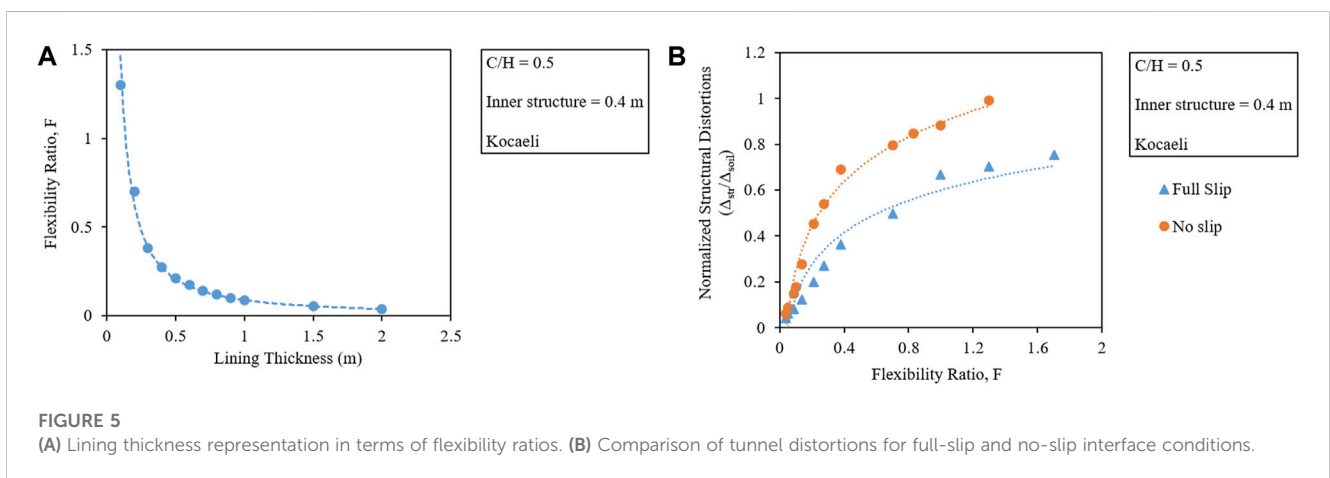 A
1.5
1
0.5
0
0
0.5
1
1.5
2
2.5
Flexibility Ratio, F
Lining Thickness (m)
C/H = 0.5
Inner structure = 0.4 m
Kocaeli
B
1.2
1
0.8
0.6
0.4
0.2
0
0
0.4
0.8
1.2
1.6
2
Normalized Structural Distortions
(Δstr/Δsoil)
Flexibility Ratio, F
C/H = 0.5
Inner structure = 0.4 m
Kocaeli
Full Slip
No slip
FIGURE 5
(A) Lining thickness representation in terms of flexibility ratios. (B) Comparison of tunnel distortions for full-slip and no-slip interface conditions.